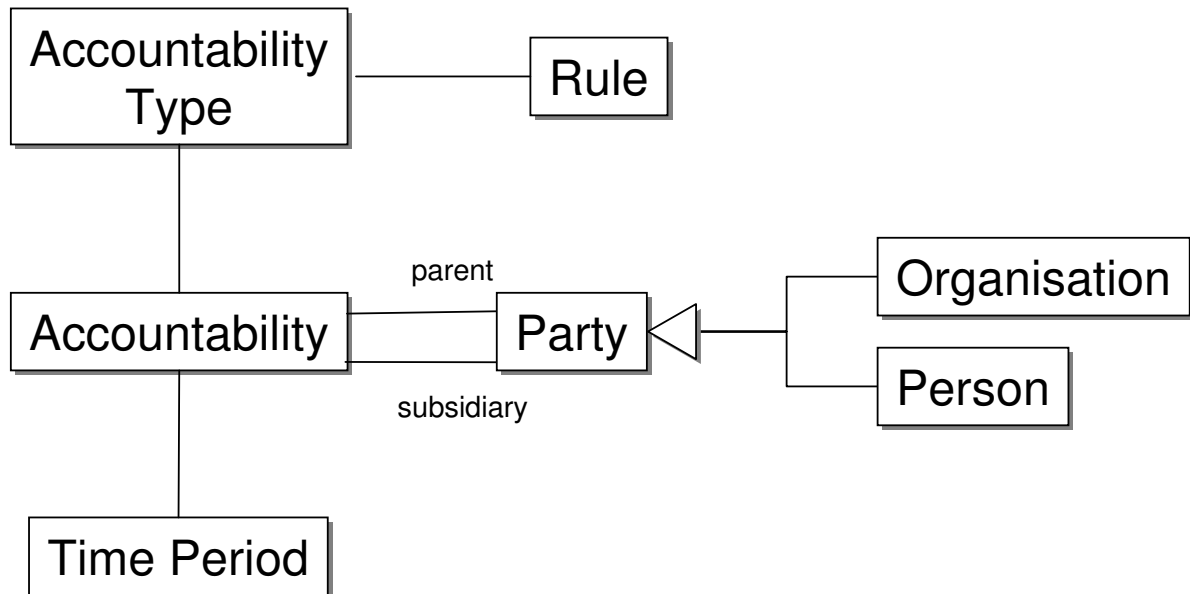 Accountability
Type
Rule
parent
Organisation
Accountability
Party
Person
subsidiary
Time Period